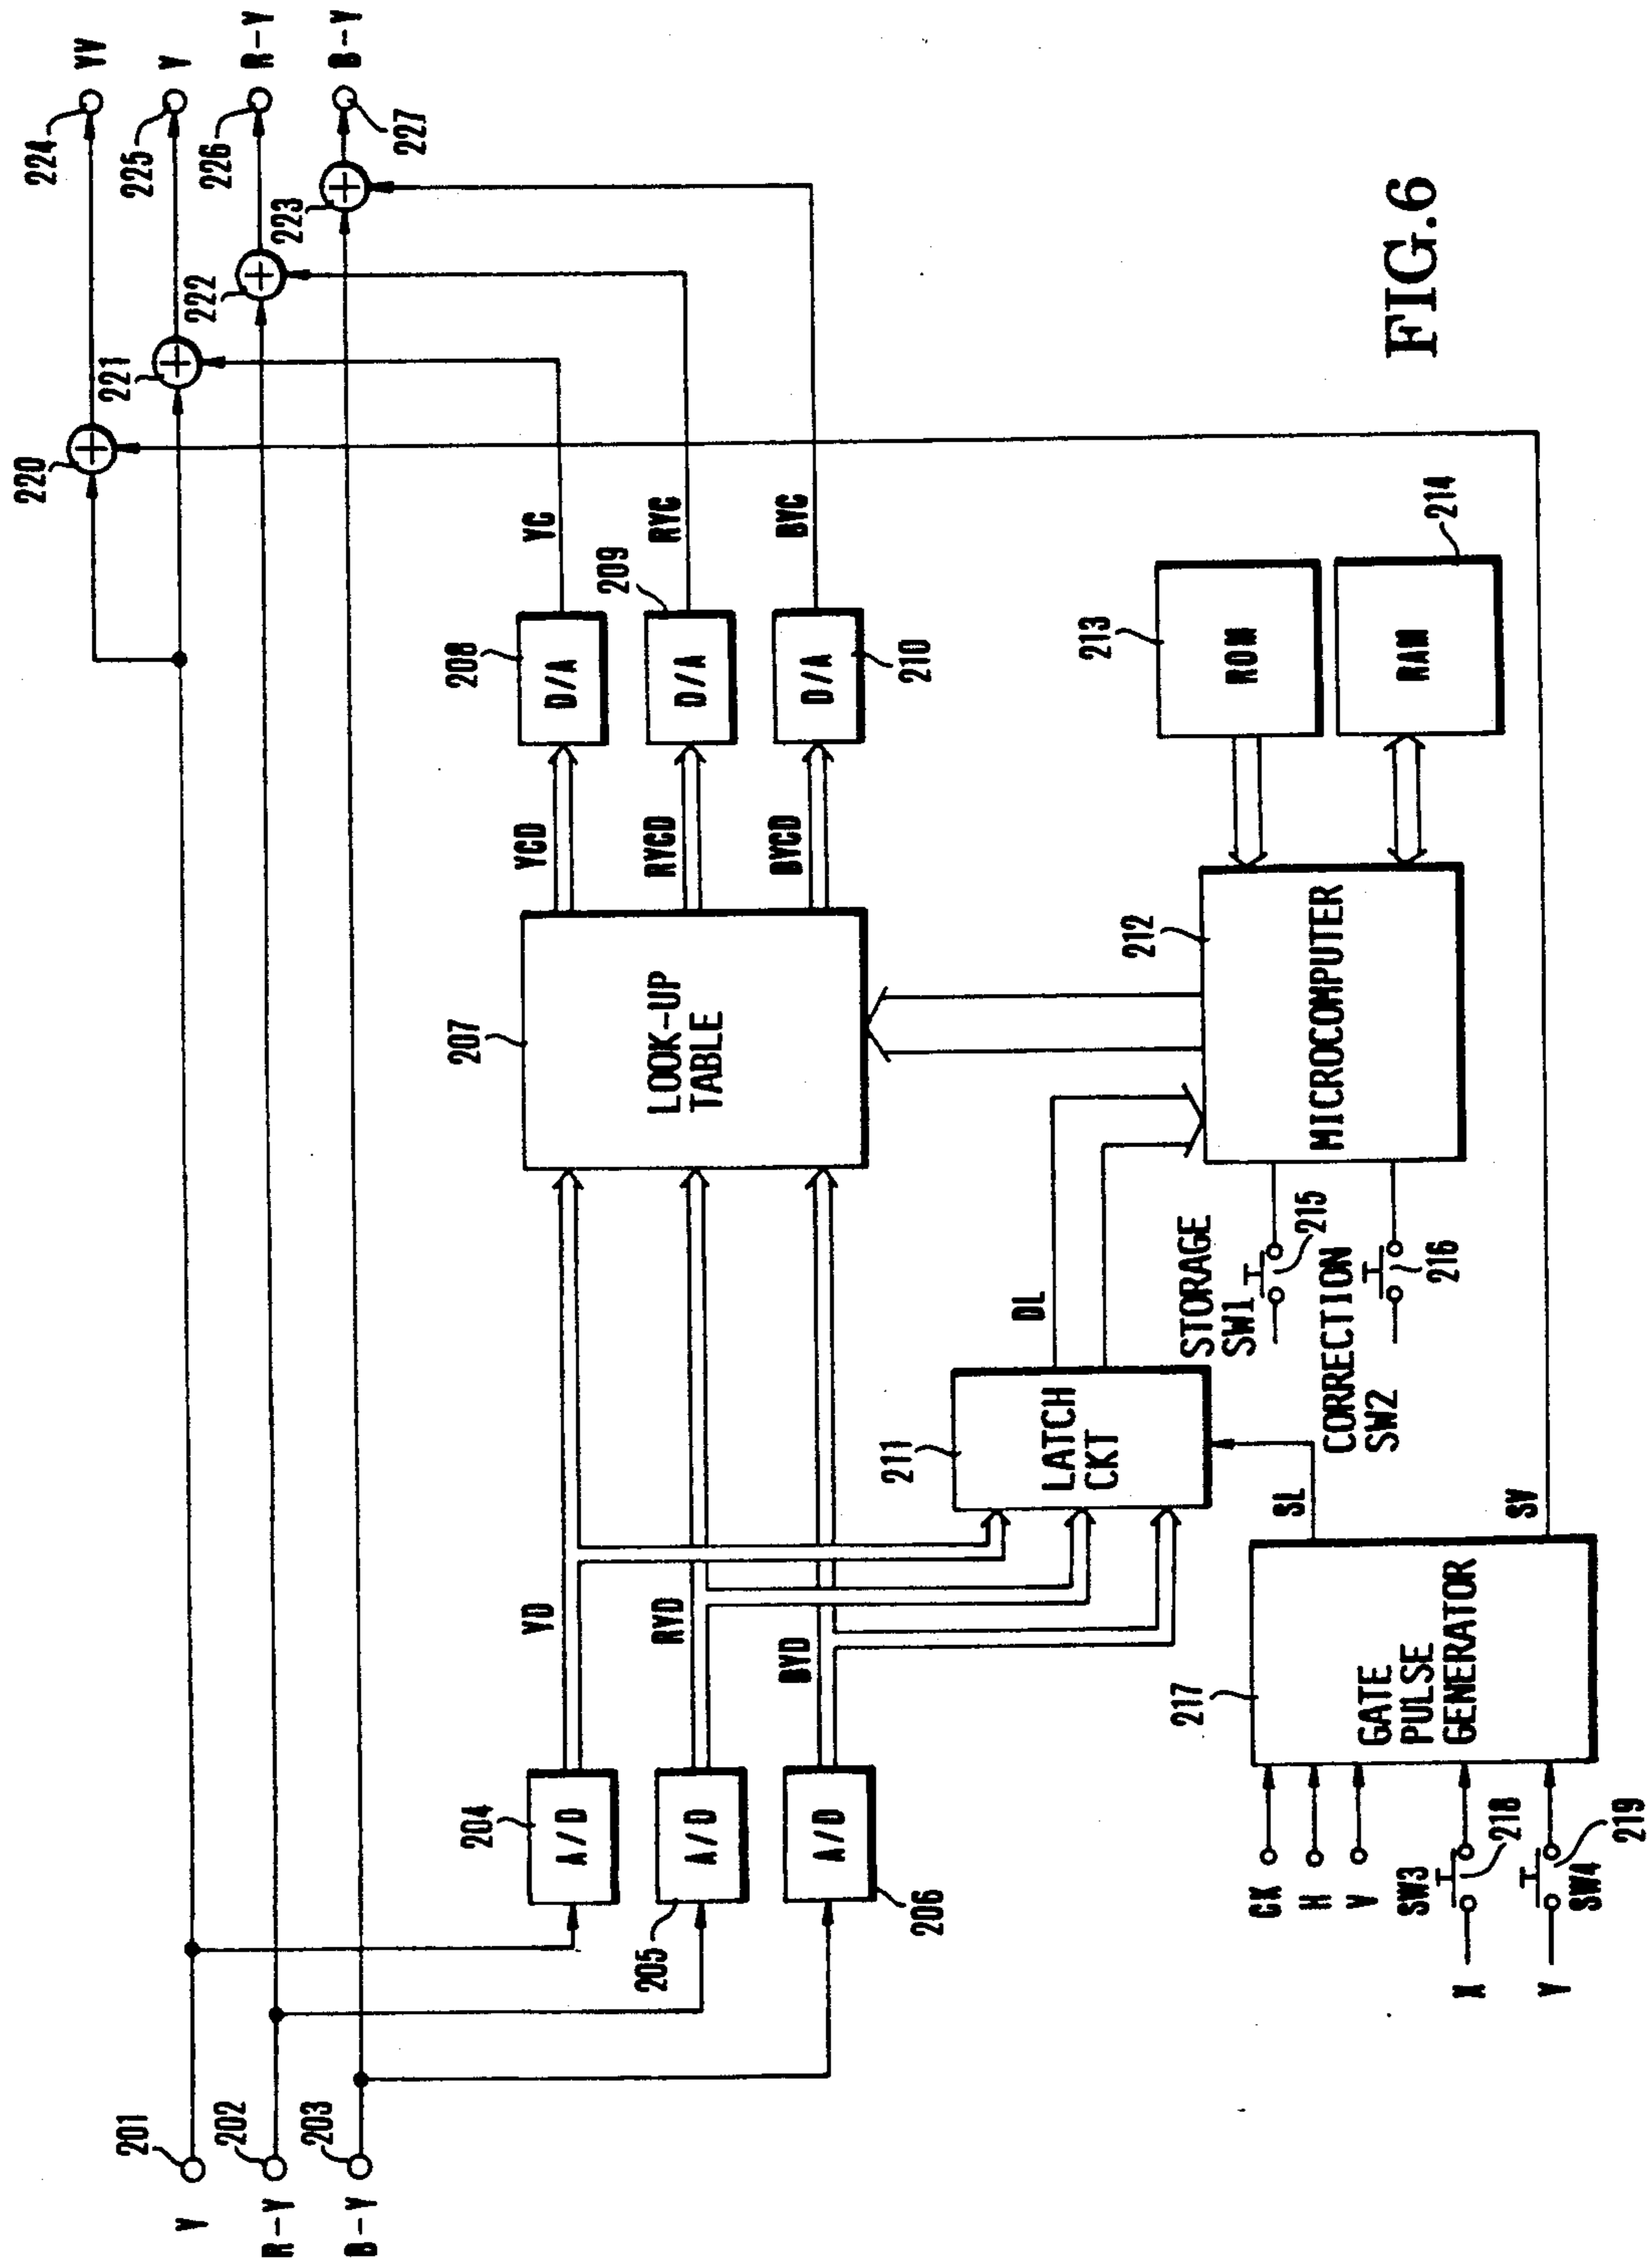 201
Y
202
R-Y
203
B-Y
204
A/D
205
A/D
206
A/D
YD
RYD
BYD
207
LOOK-UP
TABLE
YCD
RYCD
BYCD
208
D/A
209
D/A
210
D/A
YC
RYC
BYC
220
221
222
223
224
YV
225
Y
226
R-Y
227
B-Y
211
LATCH
CKT
DL
SL
SV
212
MICROCOMPUTER
213
ROM
214
RAM
STORAGE
SW1
215
CORRECTION
SW2
216
217
GATE
PULSE
GENERATOR
CK
H
V
SW3
218
X
SW4
219
Y
FIG.6